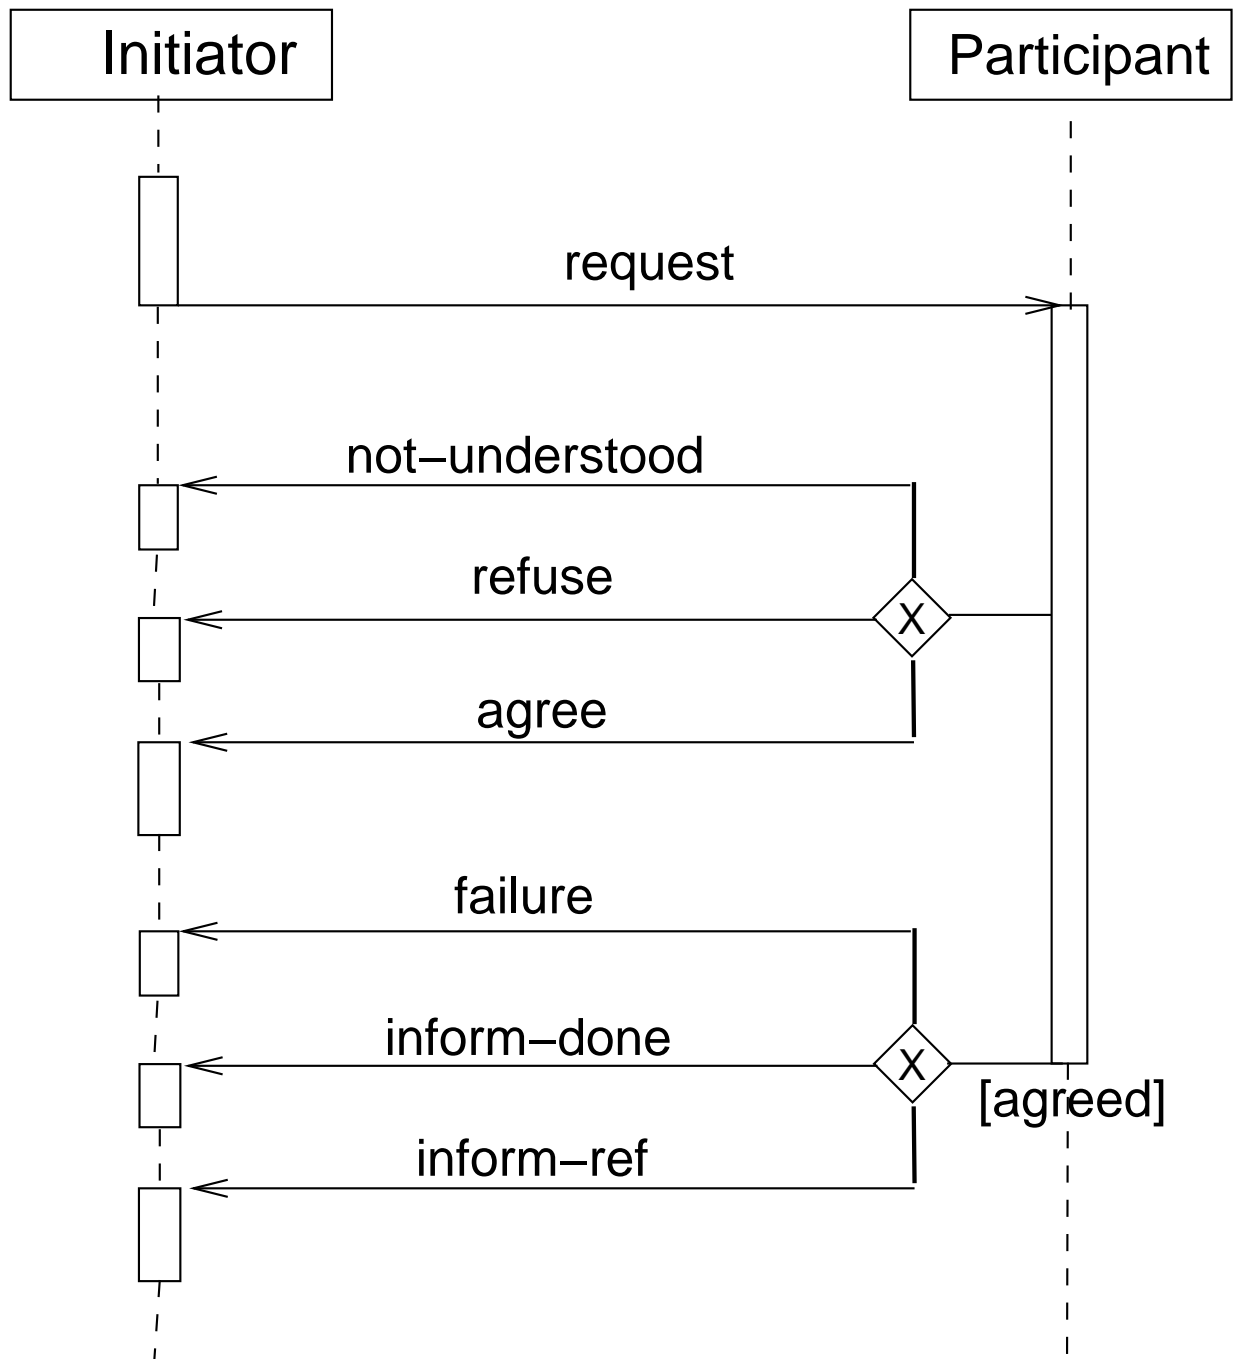 Initiator
Participant
request
not–understood
refuse
X
agree
failure
inform–done
X
[agreed]
inform–ref